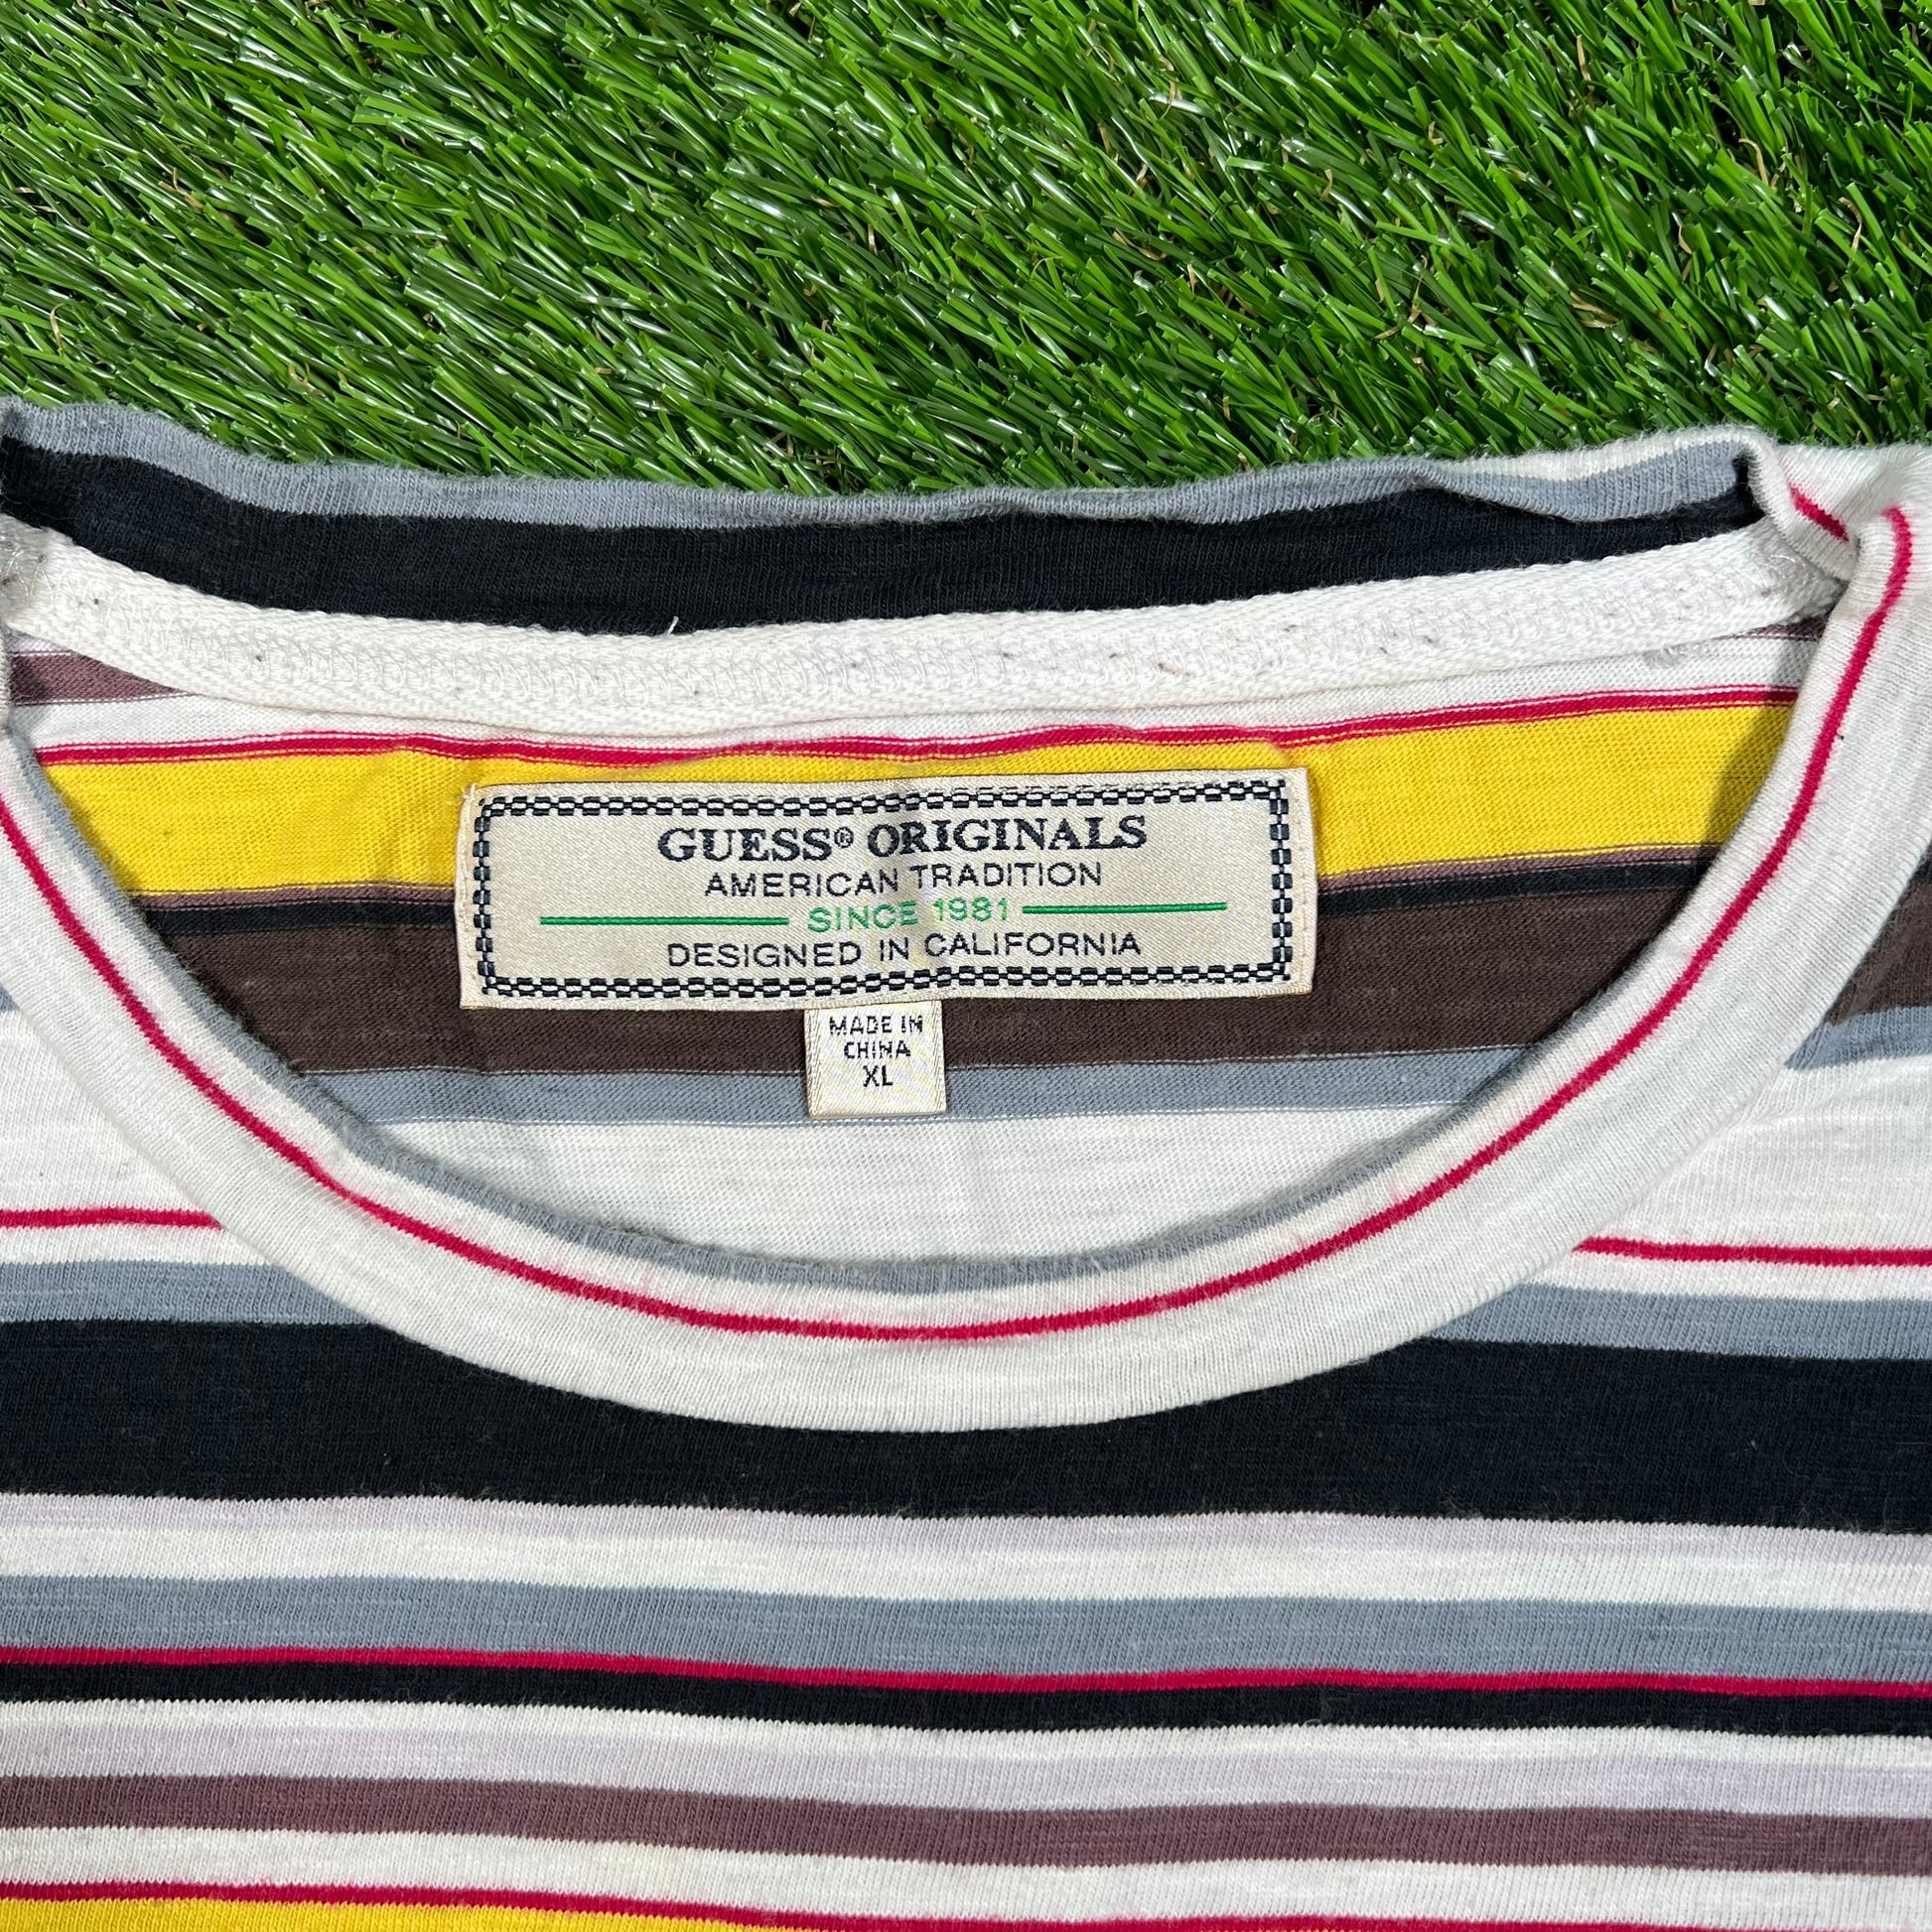 GUESS® ORIGINALS
AMERICAN TRADITION
SINCE 1981
DESIGNED IN CALIFORNIA
MADE IN
CHINA
XL